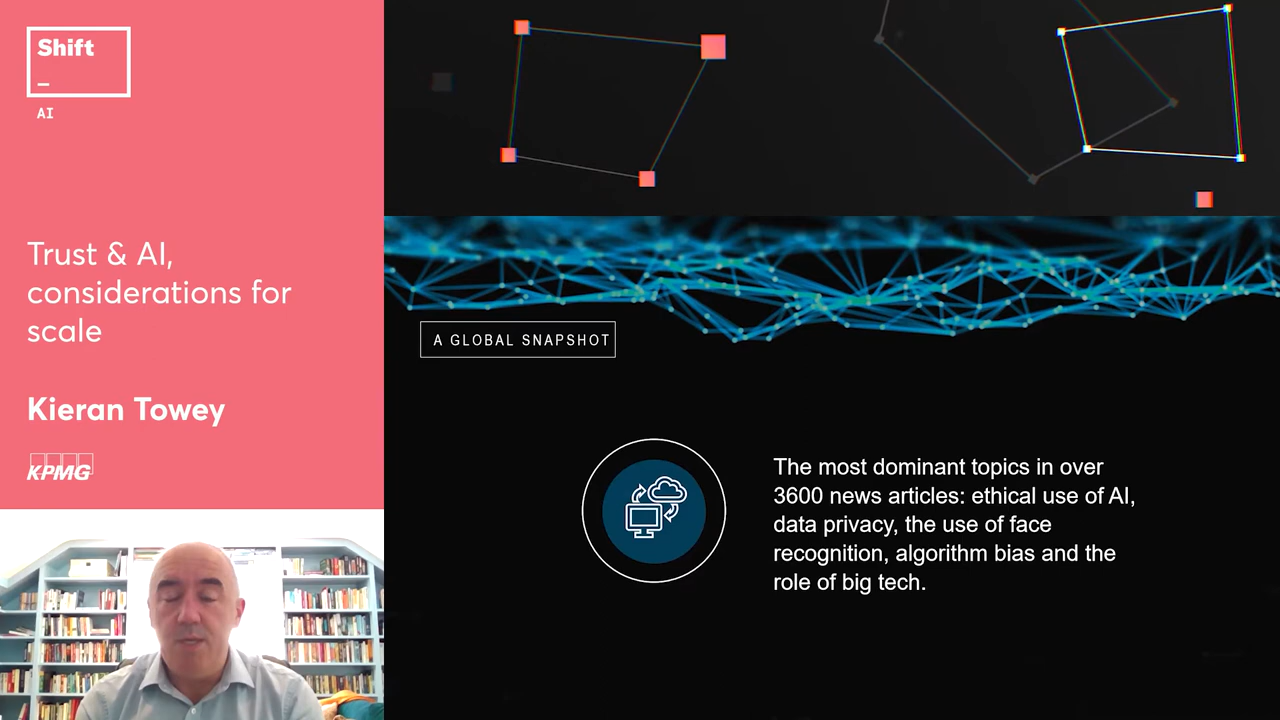 Shift
_
AI
Trust & AI,
considerations for
scale
Kieran Towey
KPMG
A GLOBAL SNAPSHOT
The most dominant topics in over
3600 news articles: ethical use of AI,
data privacy, the use of face
recognition, algorithm bias and the
role of big tech.